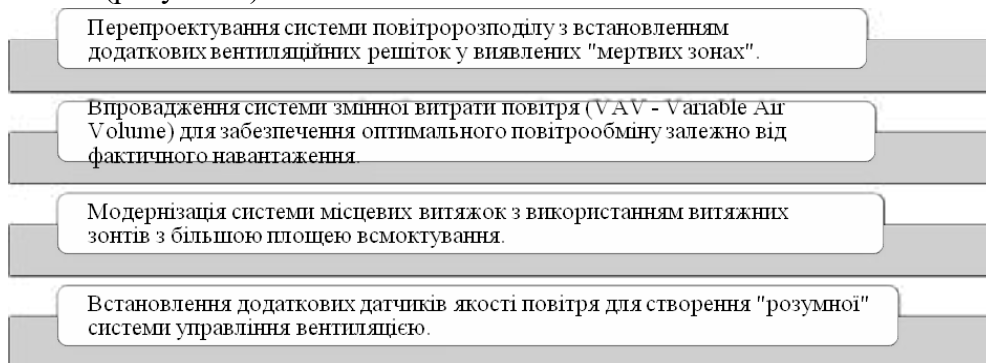 Перепроектування системи повітророзподілу з встановленням
додаткових вентиляційних решіток у виявлених "мертвих зонах".
Впровадження системи змінної витрати повітря (VAV - Variable Air
Volume) для забезпечення оптимального повітрообміну залежно від
фактичного навантаження.
Модернізація системи місцевих витяжок з використанням витяжних
зонтів з більшою площею всмоктування.
Встановлення додаткових датчиків якості повітря для створення "розумної"
системи управління вентиляцією.